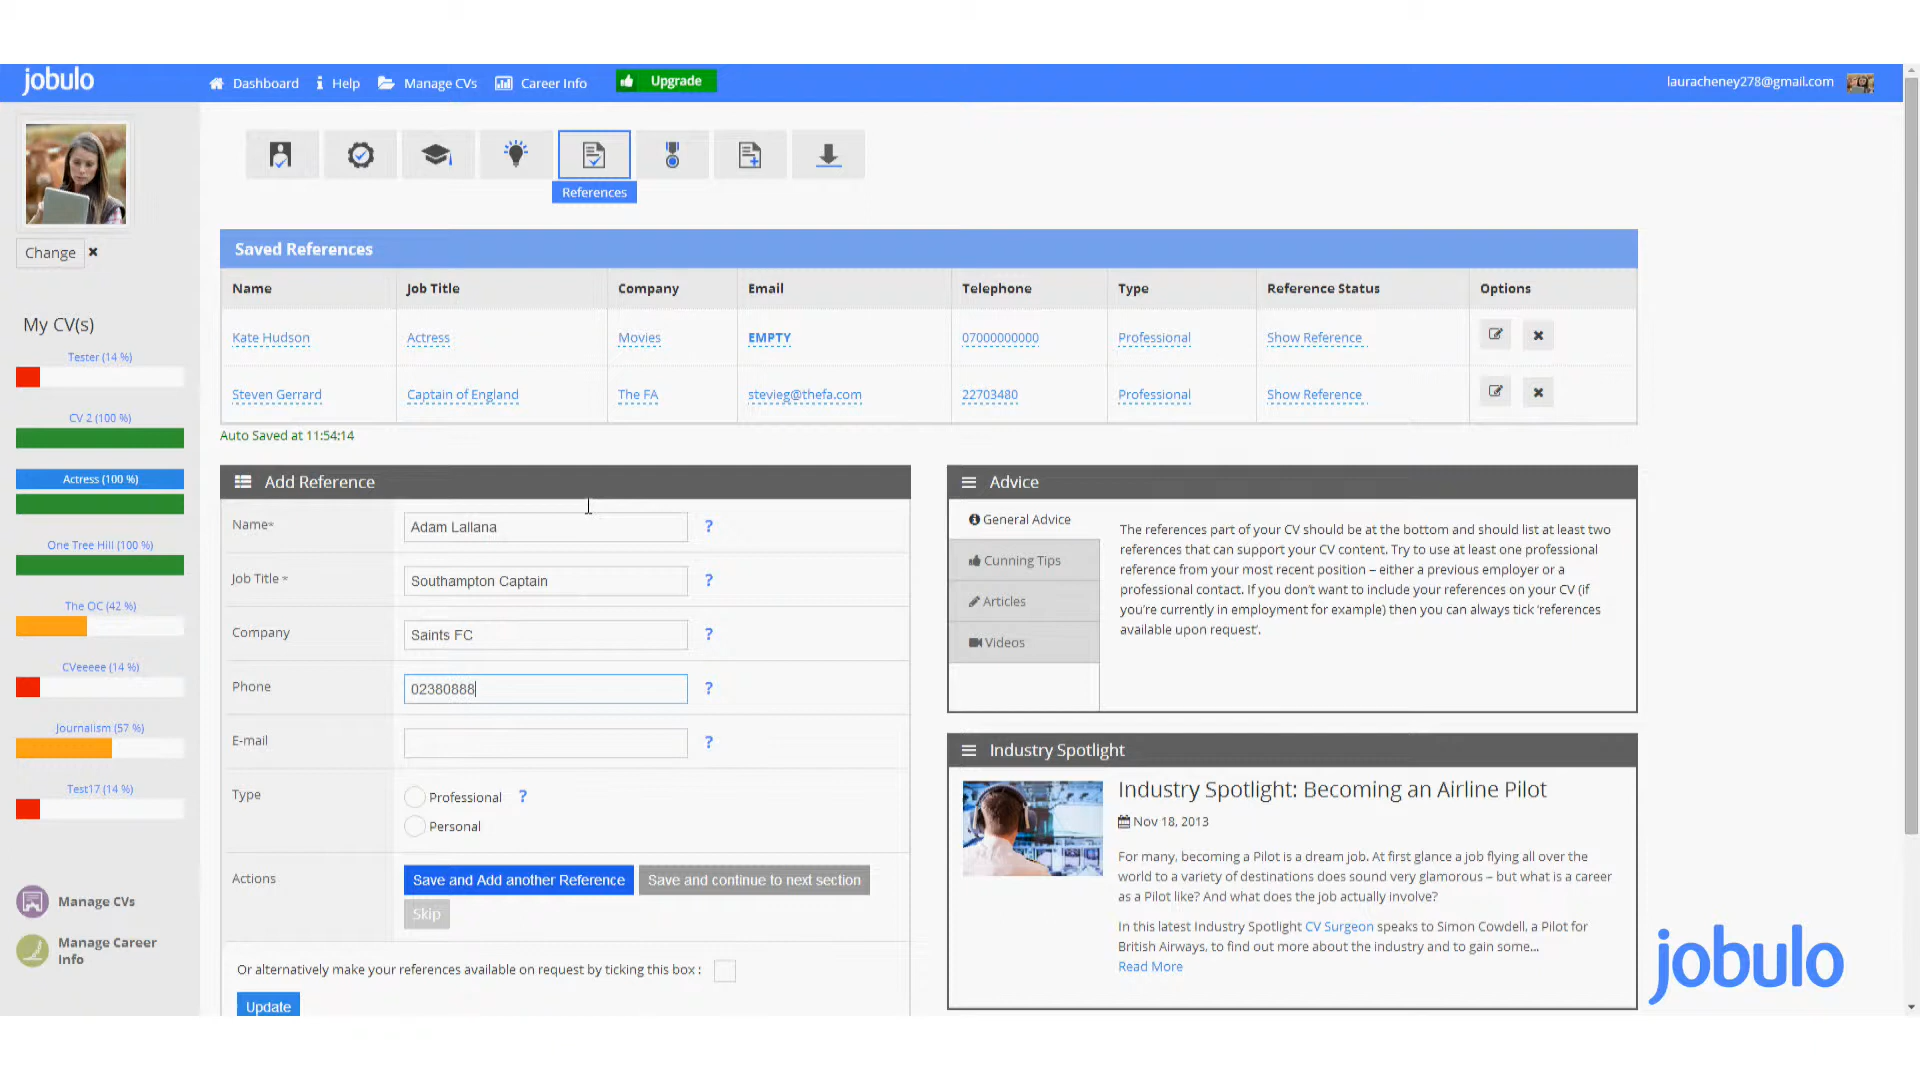 jobulo
Dashboard
Help
Manage CVs
Career Info
Upgrade
lauracheney278@gmail.com
References
Change
My CV(s)
Tester (14 %)
CV 2 (100 %)
Actress (100 %)
One Tree Hill (100 %)
The OC (42 %)
CVeeeee (14 %)
Journalism (57 %)
Test17 (14 %)
Manage CVs
Manage Career
Info
Saved References
Name Job Title Company Email Telephone Type Reference Status Options
Kate Hudson Actress Movies EMPTY 07000000000 Professional Show Reference
Steven Gerrard Captain of England The FA stevieg@thefa.com 22703480 Professional Show Reference
Auto Saved at 11:54:14
Add Reference
Name* Adam Lallana ?
Job Title * Southampton Captain ?
Company Saints FC ?
Phone 02380888 ?
E-mail ?
Type Professional ?
Personal
Actions Save and Add another Reference Save and continue to next section
Skip
Or alternatively make your references available on request by ticking this box :
Update
Advice
General Advice
Cunning Tips
Articles
Videos
The references part of your CV should be at the bottom and should list at least two
references that can support your CV content. Try to use at least one professional
reference from your most recent position – either a previous employer or a
professional contact. If you don't want to include your references on your CV (if
you're currently in employment for example) then you can always tick 'references
available upon request'.
Industry Spotlight
Industry Spotlight: Becoming an Airline Pilot
Nov 18, 2013
For many, becoming a Pilot is a dream job. At first glance a job flying all over the
world to a variety of destinations does sound very glamorous – but what is a career
as a Pilot like? And what does the job actually involve?
In this latest Industry Spotlight CV Surgeon speaks to Simon Cowdell, a Pilot for
British Airways, to find out more about the industry and to gain some...
Read More
jobulo